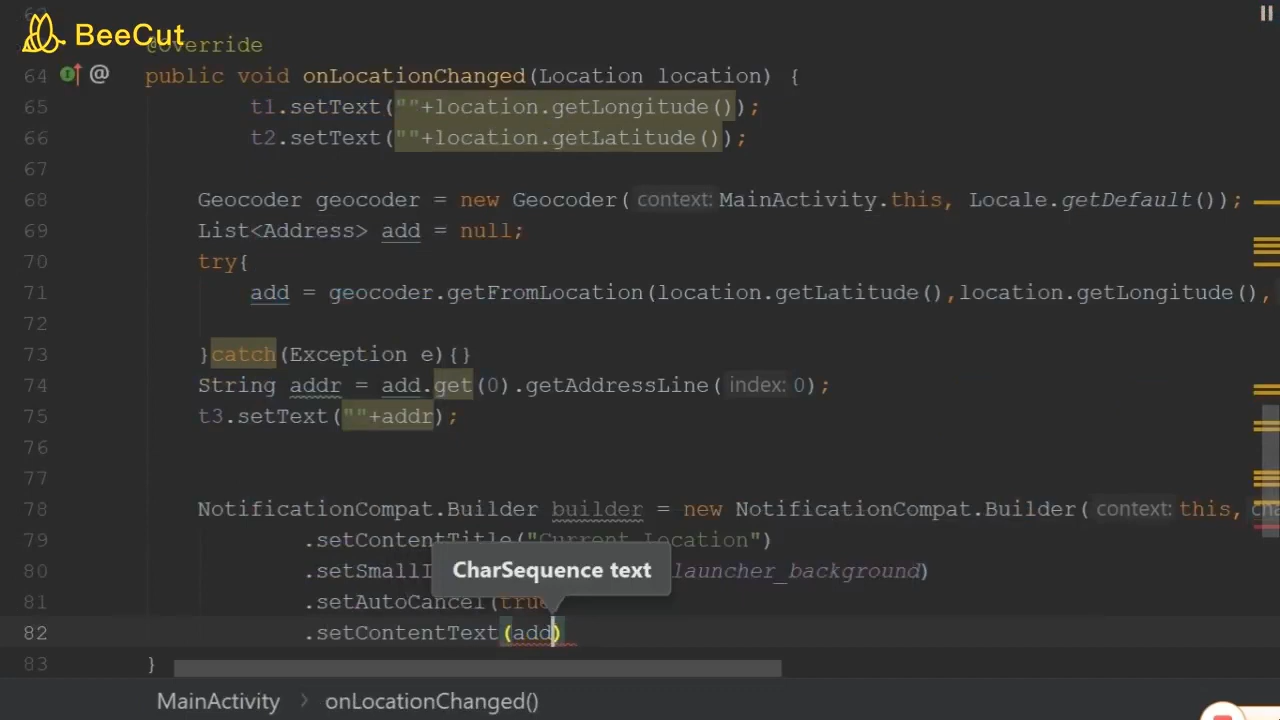 BeeCut
@Override
64 @ public void onLocationChanged(Location location) {
65 t1.setText(""+location.getLongitude());
66 t2.setText(""+location.getLatitude());
67
68 Geocoder geocoder = new Geocoder( context: MainActivity.this, Locale.getDefault());
69 List<Address> add = null;
70 try{
71 add = geocoder.getFromLocation(location.getLatitude(),location.getLongitude(),
72
73 }catch(Exception e){}
74 String addr = add.get(0).getAddressLine( index: 0);
75 t3.setText(""+addr);
76
77
78 NotificationCompat.Builder builder = new NotificationCompat.Builder( context: this,
79 .setContentTitle("Current Location")
CharSequence text
80 .setSmallI launcher_background)
81 .setAutoCancel(true
82 .setContentText(add)
83 }
MainActivity > onLocationChanged()